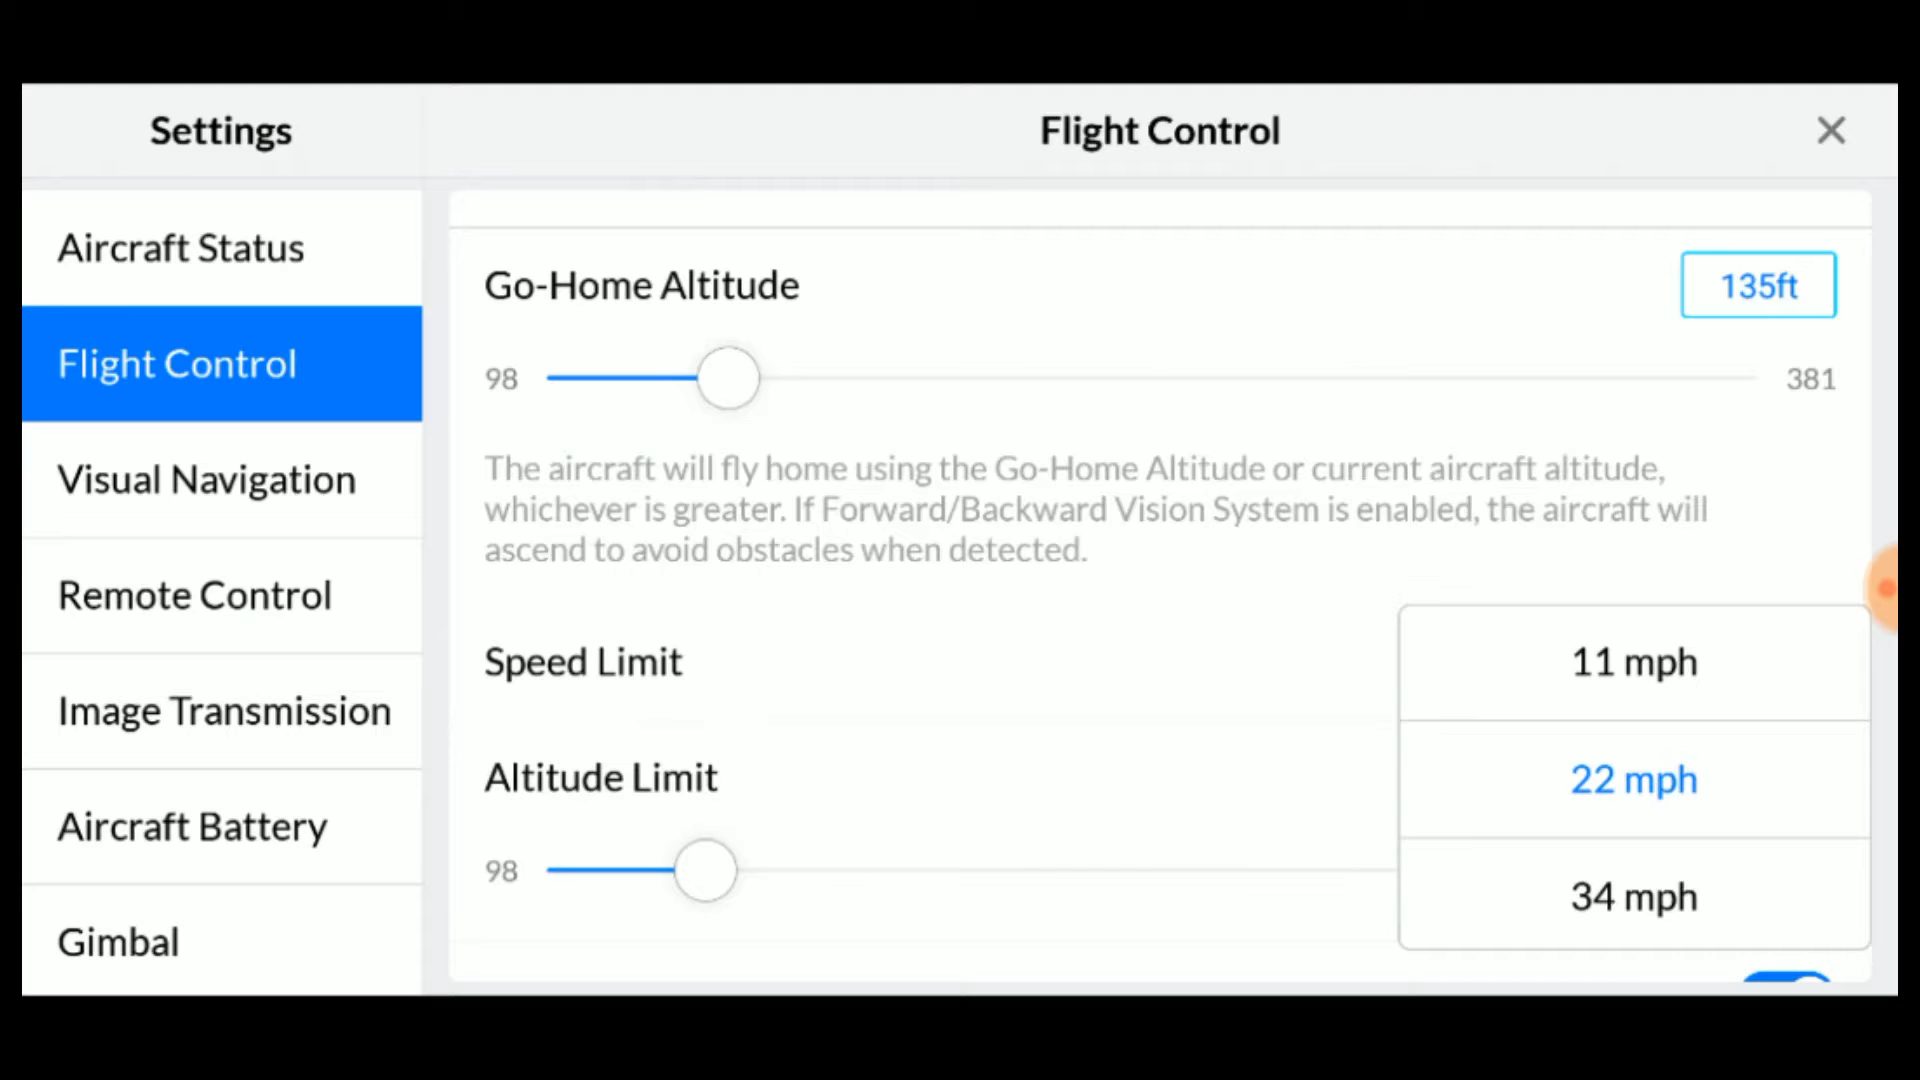 Settings
Flight Control
Aircraft Status
Flight Control
Visual Navigation
Remote Control
Image Transmission
Aircraft Battery
Gimbal
Go-Home Altitude
135ft
98
381
The aircraft will fly home using the Go-Home Altitude or current aircraft altitude,
whichever is greater. If Forward/Backward Vision System is enabled, the aircraft will
ascend to avoid obstacles when detected.
Speed Limit
11 mph
22 mph
34 mph
Altitude Limit
98